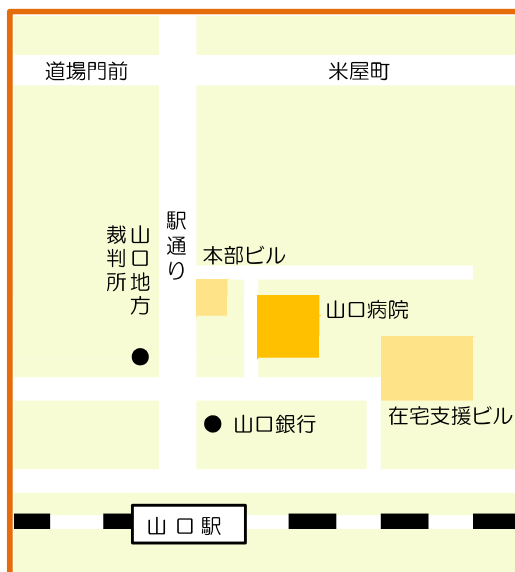 道場門前
米屋町
駅通り
山口地方
裁判所
本部ビル
山口病院
在宅支援ビル
山口銀行
山口駅